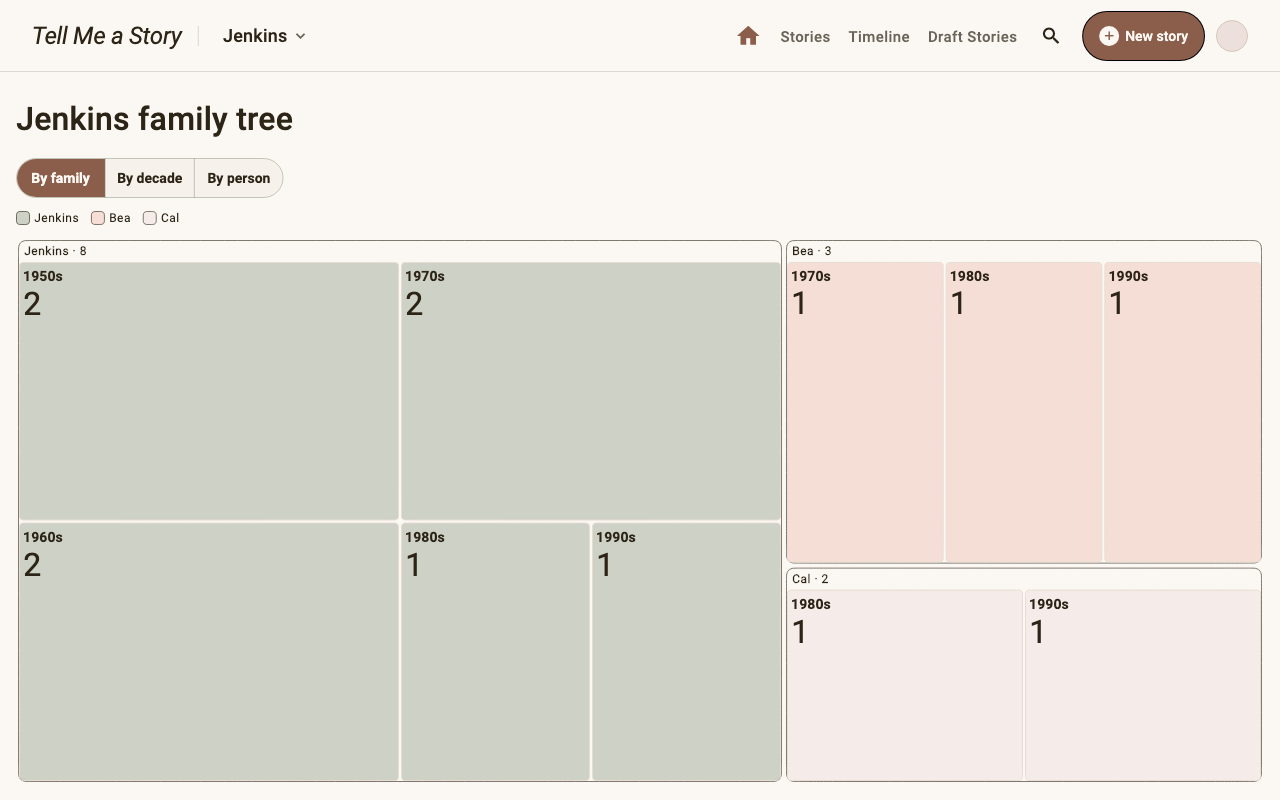 Tell Me a Story
Jenkins
Stories
Timeline
Draft Stories
New story
Jenkins family tree
By family
By decade
By person
Jenkins
Bea
Cal
Jenkins · 8
1950s
2
1970s
2
1960s
2
1980s
1
1990s
1
Bea · 3
1970s
1
1980s
1
1990s
1
Cal · 2
1980s
1
1990s
1